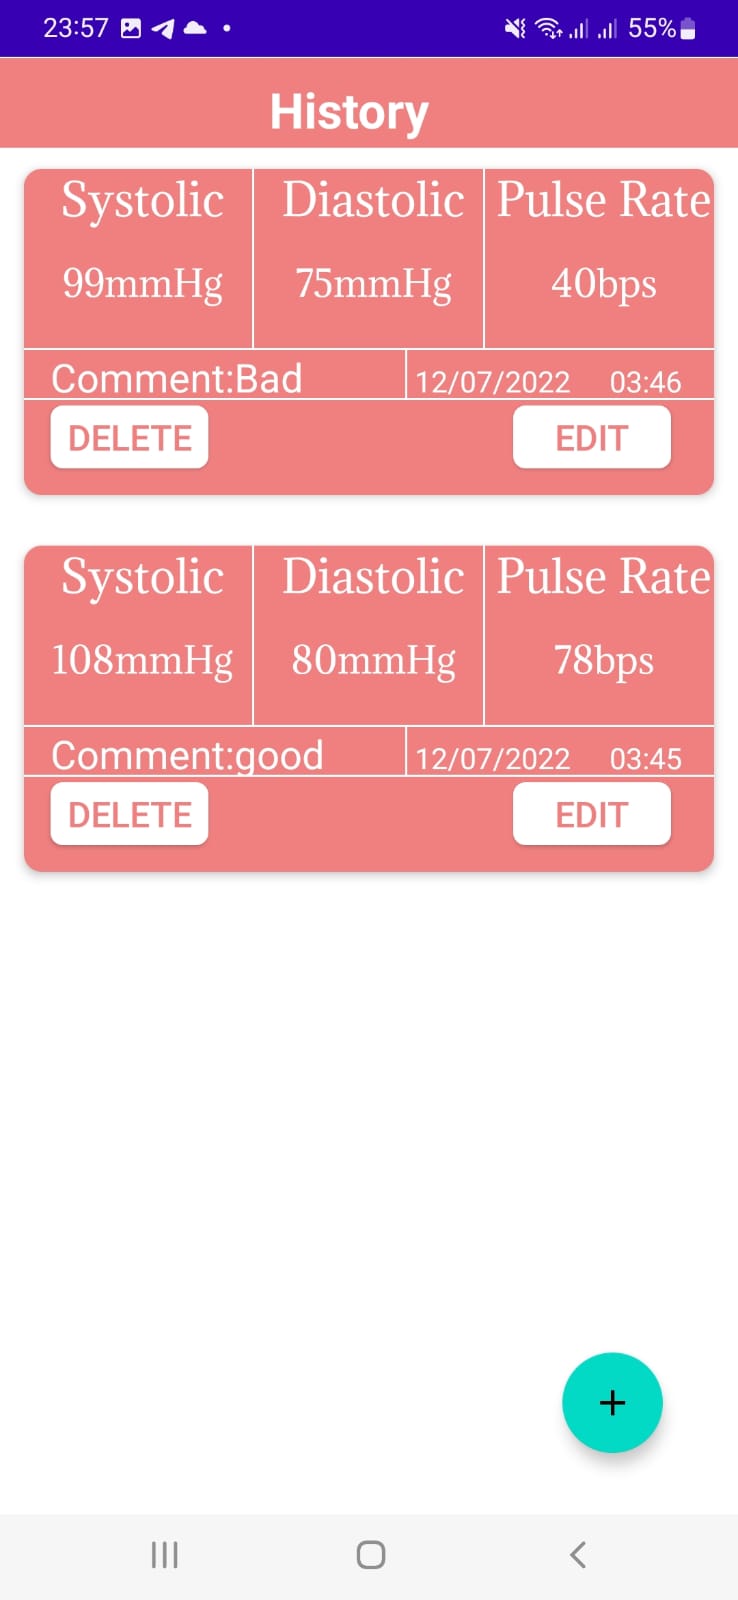 23:57 55%
History
Systolic Diastolic Pulse Rate
99mmHg 75mmHg 40bps
Comment:Bad 12/07/2022 03:46
DELETE EDIT
Systolic Diastolic Pulse Rate
108mmHg 80mmHg 78bps
Comment:good 12/07/2022 03:45
DELETE EDIT
+